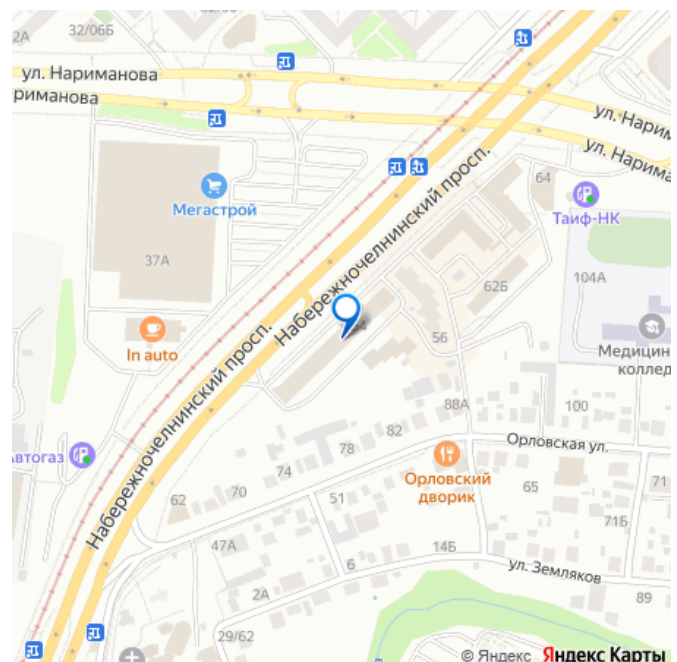 32/06Б
2А
ул. Нариманова
риманова
ул. Нарим
ул. Нарима
Набережночелнинский просп.
64
Таиф-НК
Мегастрой
37А
62Б
104А
In auto
56
Медицин
коллед
Набережночелнинский просп.
88А
100
82
78
Орловская ул.
Автогаз
74
70
62
Орловский
дворик
65
71
51
71Б
47А
14Б
6
ул. Земляков
2А
89
29/62
© Яндекс Яндекс Карты